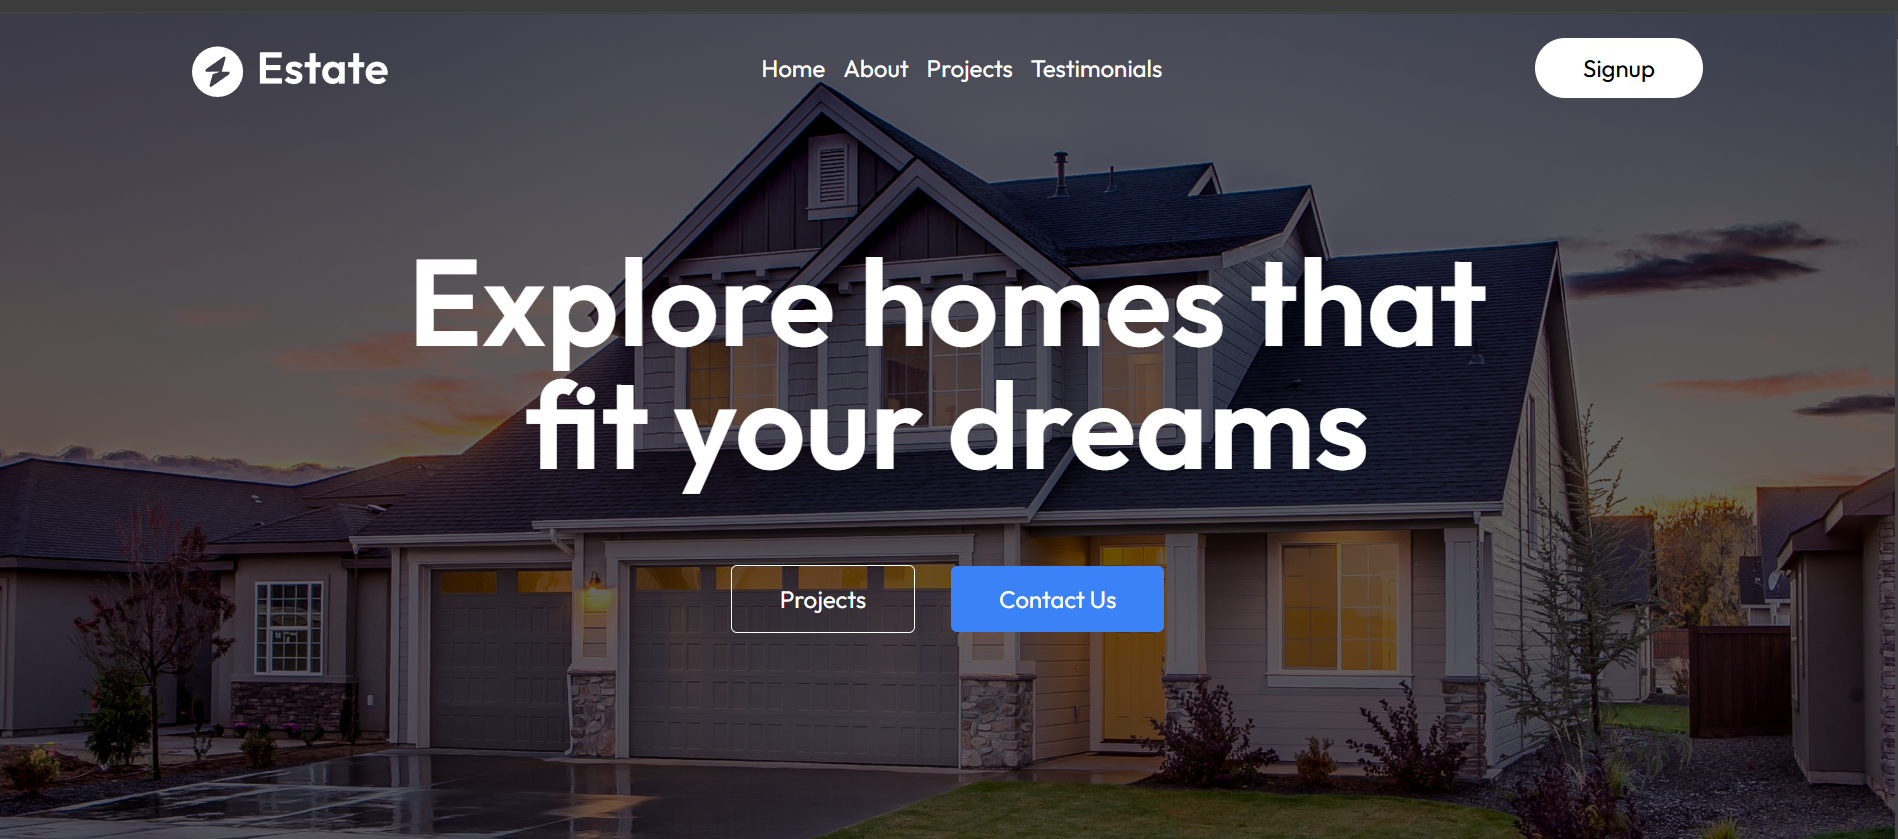 Estate
Home About Projects Testimonials
Signup
Explore homes that
fit your dreams
Projects
Contact Us